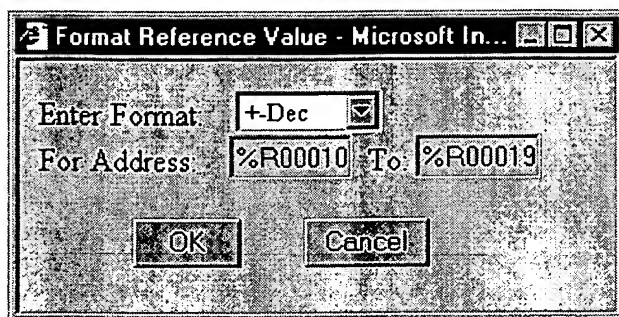 Format Reference Value - Microsoft In...
Enter Format: +-Dec
For Address: %R00010 To: %R00019
OK Cancel